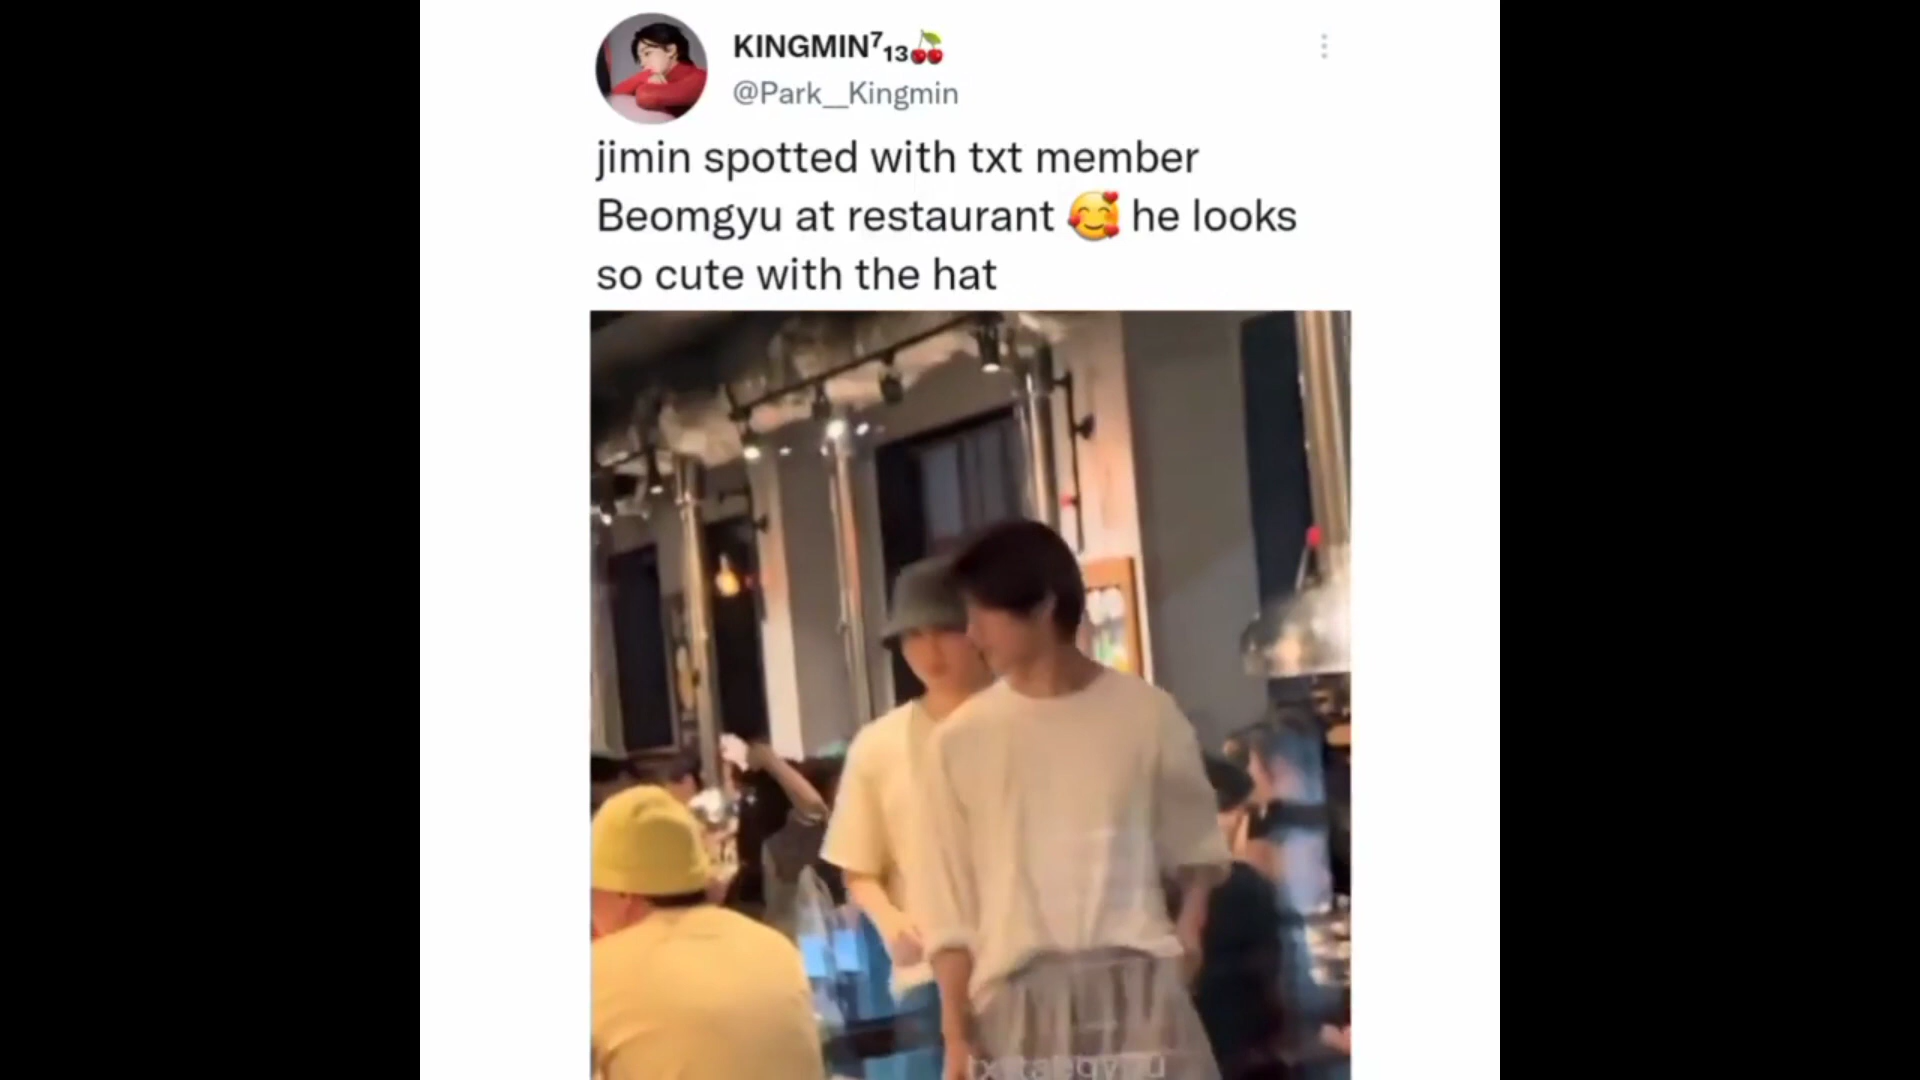 KINGMIN⁷₁₃🍒
@Park__Kingmin
jimin spotted with txt member
Beomgyu at restaurant 🥰 he looks
so cute with the hat